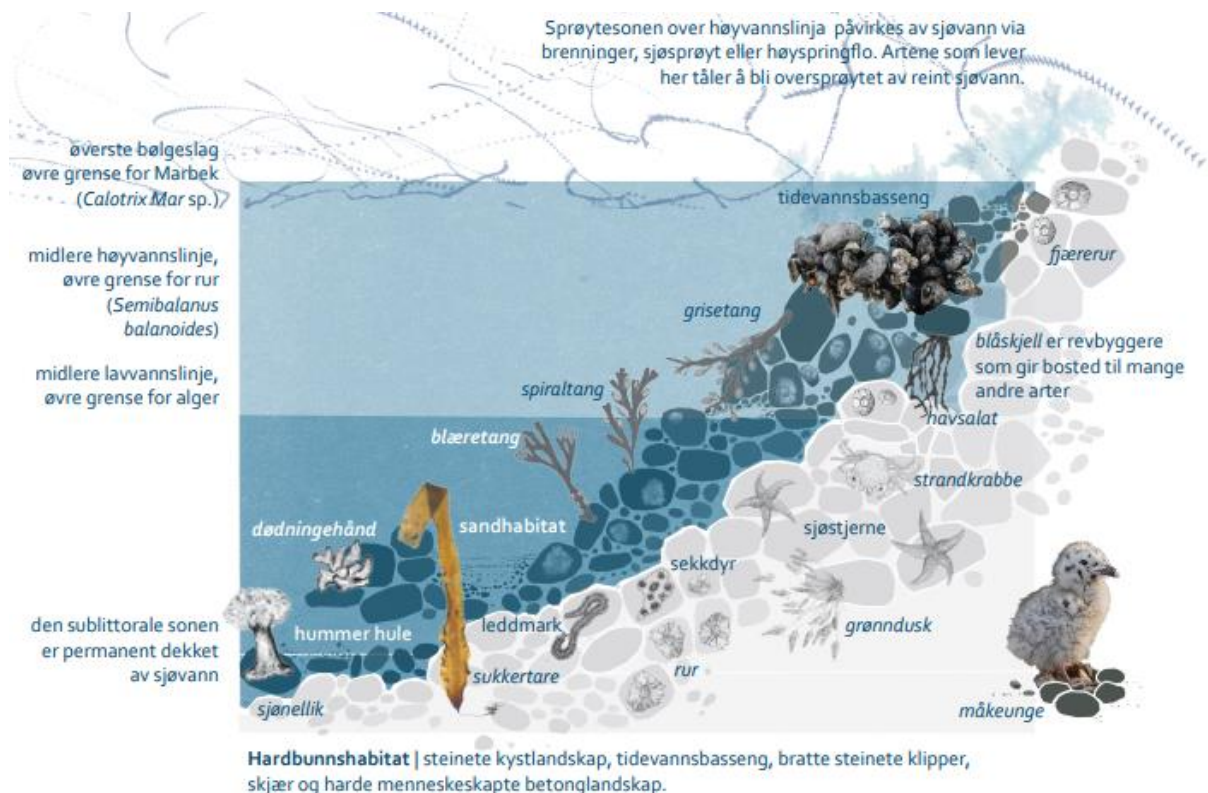 Sprøytesonen over høyvannslinja påvirkes av sjøvann via
brenninger, sjøsprøyt eller høyspringflo. Artene som lever
her tåler å bli oversprøytet av reint sjøvann.
øverste bølgeslag
øvre grense for Marbek
(Calotrix Mar sp.)
tidevannsbasseng
midlere høyvannslinje,
øvre grense for rur
(Semibalanus
balanoides)
fjærerur
grisetang
blåskjell er revbyggere
som gir bosted til mange
andre arter
midlere lavvannslinje,
øvre grense for alger
spiraltang
havsalat
blæretang
strandkrabbe
dødningehånd
sandhabitat
sjøstjerne
sekkdyr
den sublittorale sonen
er permanent dekket
av sjøvann
hummer hule
leddmark
grønndusk
sukkertare
rur
sjønellik
måkeunge
Hardbunnshabitat | steinete kystlandskap, tidevannsbasseng, bratte steinete klipper,
skjær og harde menneskeskapte betonglandskap.